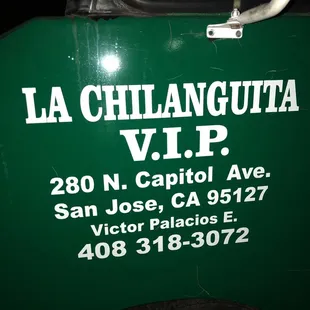 LA CHILANGUITA
V.I.P.
280 N. Capitol Ave.
San Jose, CA 95127
Victor Palacios E.
408 318-3072